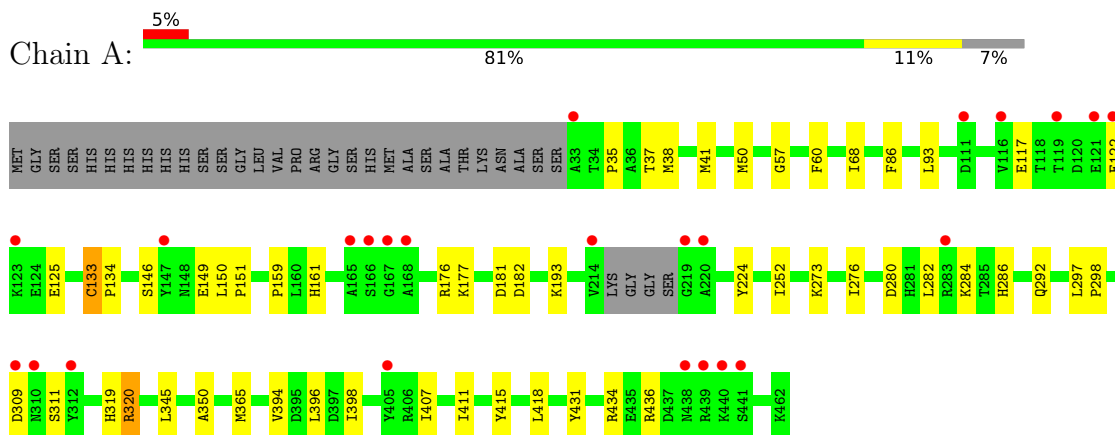 5%
Chain A:
81% 11% 7%
MET GLY SER SER HIS HIS HIS HIS HIS HIS SER SER GLY LEU VAL PRO ARG GLY SER HIS MET ALA SER ALA THR LYS ASN ALA SER SER A33 T34 P35 A36 T37 M38 M41 M50 G57 F60 I68 F86 L93 D111 V116 E117 T118 T119 D120 E121 E122
K123 E124 E125 C133 P134 S146 Y147 N148 E149 L150 P151 P159 L160 H161 A165 S166 G167 A168 R176 K177 D181 D182 K193 V214 LYS GLY GLY SER G219 A220 Y224 I252 K273 I276 D280 H281 L282 R283 K284 T285 H286 Q292 L297 P298
D309 N310 S311 Y312 H319 R320 L345 A350 M365 V394 D395 L396 D397 I398 Y405 R406 I407 I411 Y415 L418 Y431 R434 E435 R436 D437 N438 R439 K440 S441 K462